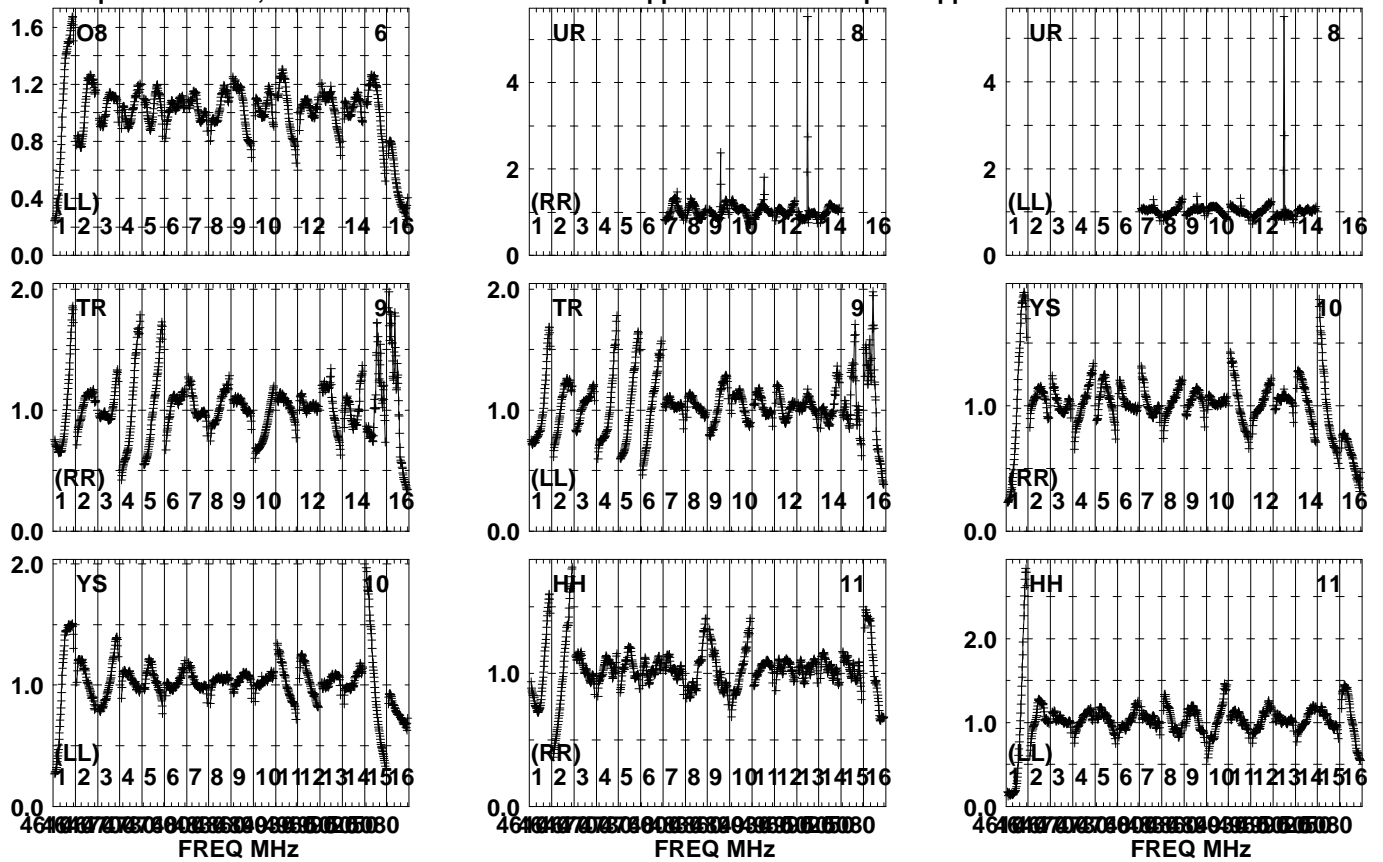 1.6 O8 6
1.2
0.8
0.4
(LL)
0.0 1 2 3 4 5 6 7 8 9 10 12 14 16
UR 8
4
2
(RR)
0 1 2 3 4 5 6 7 8 9 10 12 14 16
UR 8
4
2
(LL)
0 1 2 3 4 5 6 7 8 9 10 12 14 16
2.0 TR 9
1.0
(RR)
1 2 3 4 5 6 7 8 9 10 12 14 16
0.0
2.0 TR 9
1.0
(LL)
1 2 3 4 5 6 7 8 9 10 12 14 16
0.0
YS 10
1.0
(RR)
1 2 3 4 5 6 7 8 9 10 12 14 16
0.0
2.0 YS 10
1.0
(LL)
1 2 3 4 5 6 7 8 9 10 11 12 13 14 15 16
0.0
FREQ MHz
HH 11
1.0
(RR)
1 2 3 4 5 6 7 8 9 10 11 12 13 14 15 16
0.0
FREQ MHz
HH 11
2.0
1.0
(LL)
1 2 3 4 5 6 7 8 9 10 11 12 13 14 15 16
0.0
FREQ MHz